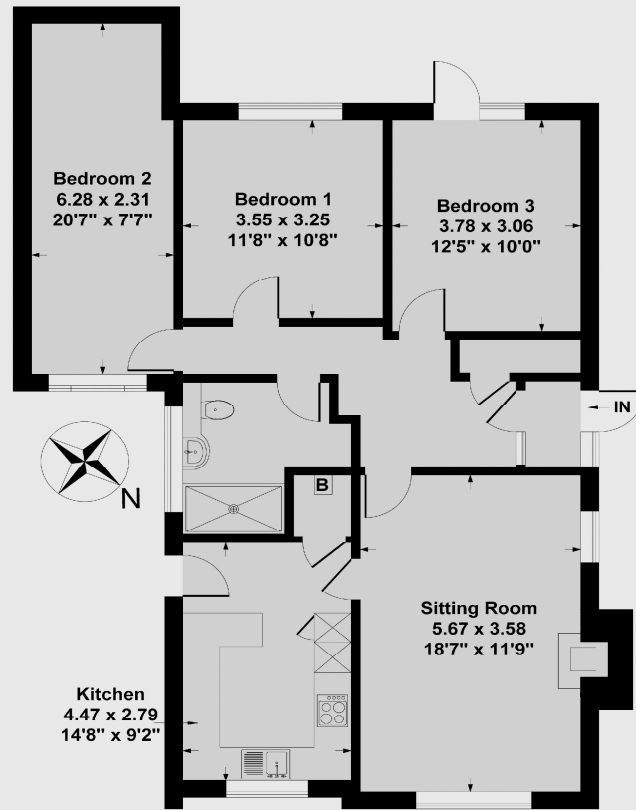 Bedroom 2
6.28 x 2.31
20'7" x 7'7"
Bedroom 1
3.55 x 3.25
11'8" x 10'8"
Bedroom 3
3.78 x 3.06
12'5" x 10'0"
IN
N
B
Sitting Room
5.67 x 3.58
18'7" x 11'9"
Kitchen
4.47 x 2.79
14'8" x 9'2"